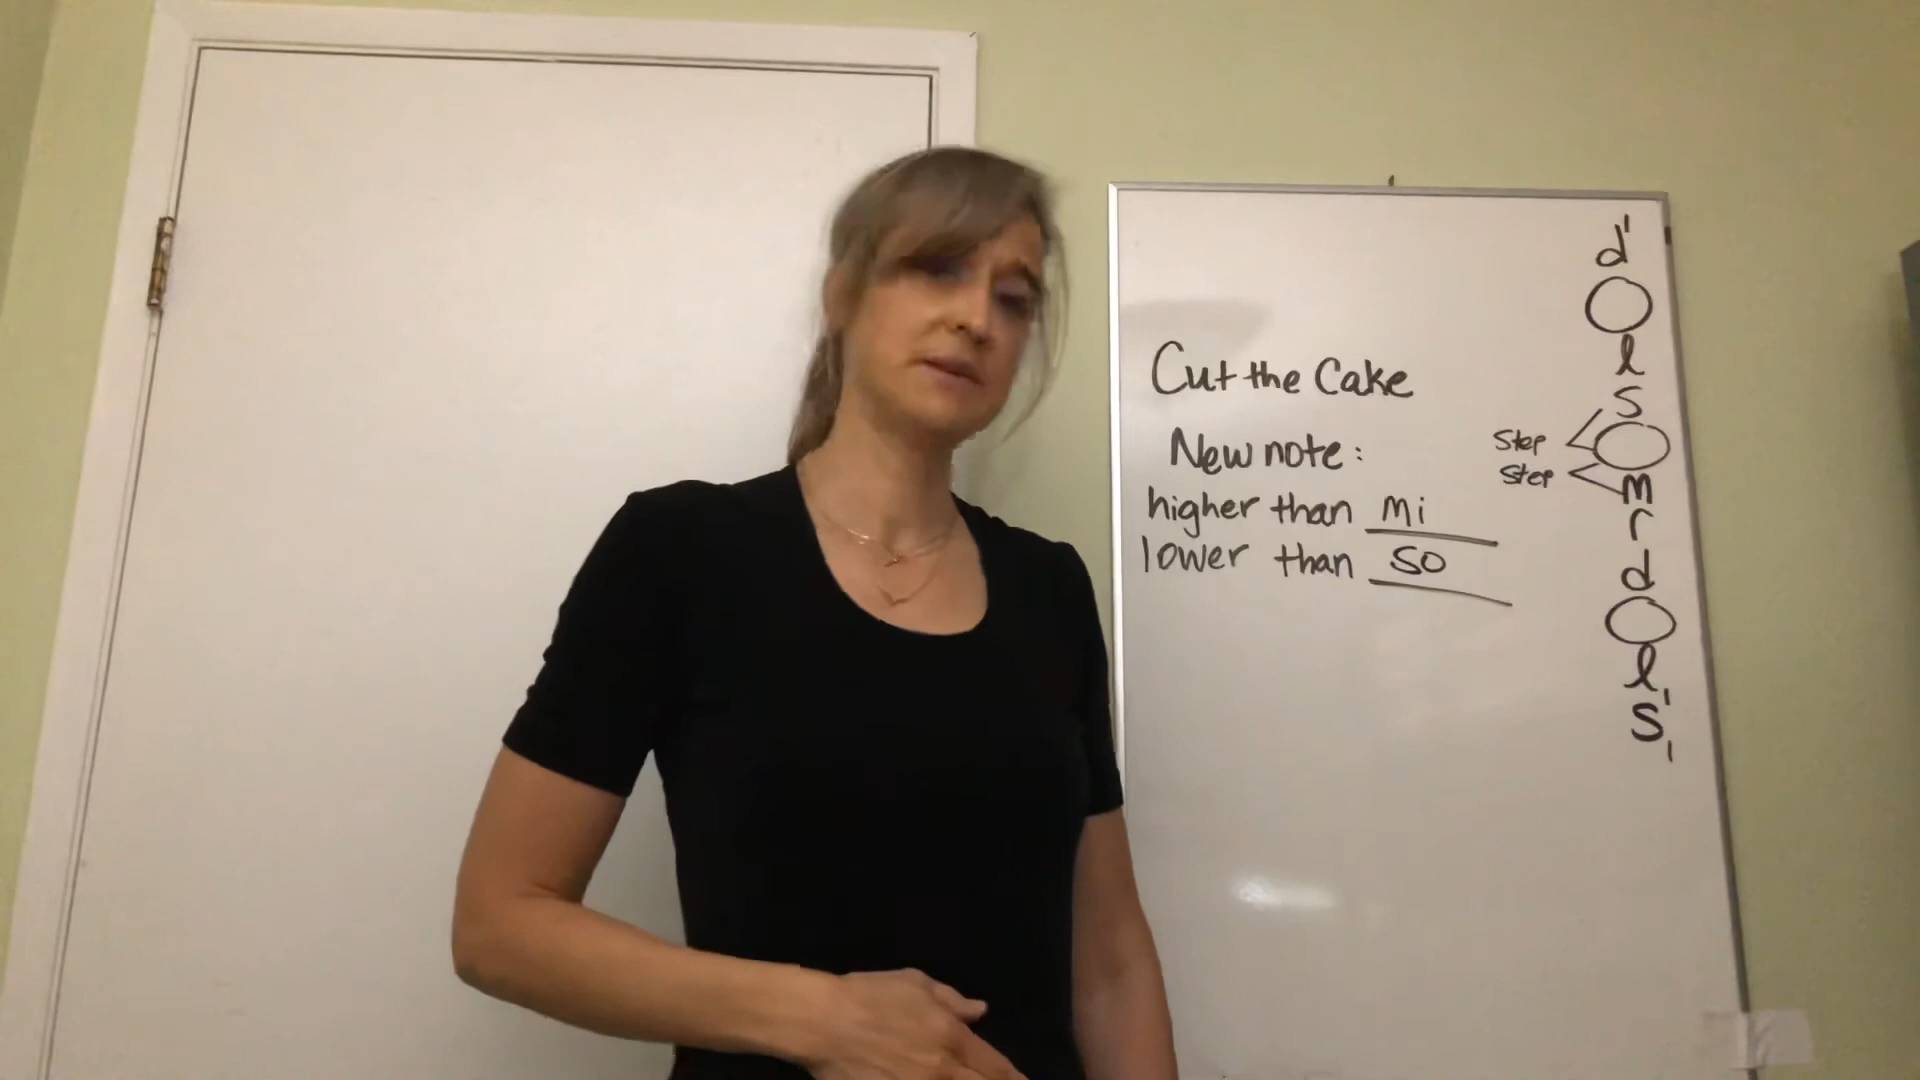 Cut the Cake
New note:
higher than mi
lower than so
Step
Step
d'
l
s
m
r
d
l,
s,